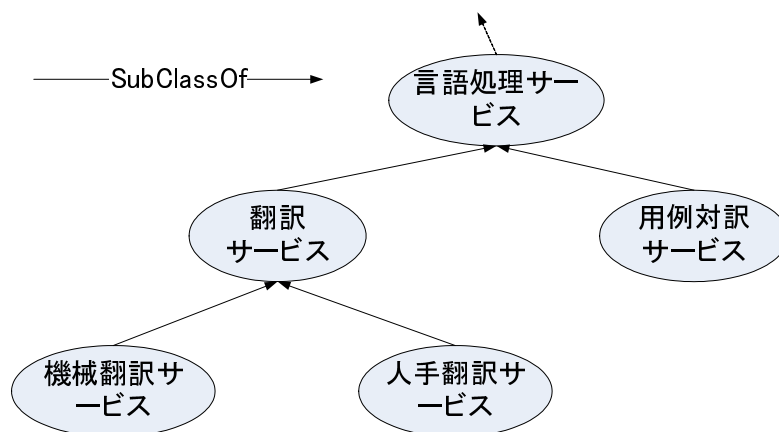 SubClassOf
言語処理サー
ビス
翻訳
サービス
用例対訳
サービス
機械翻訳サ
ービス
人手翻訳サ
ービス